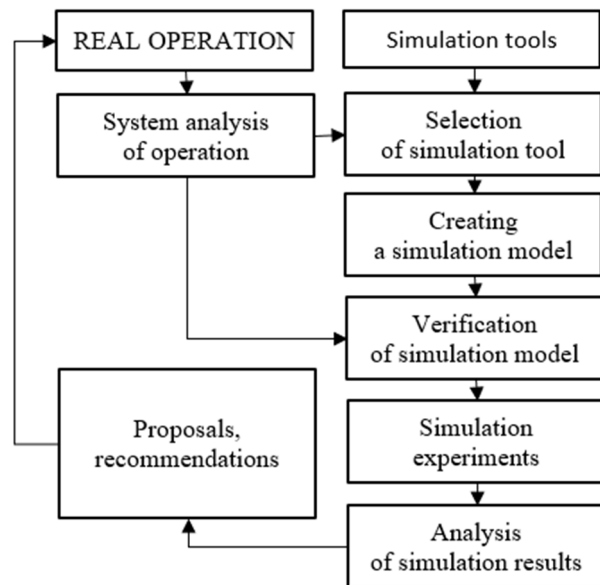 REAL OPERATION
Simulation tools
System analysis
of operation
Selection
of simulation tool
Creating
a simulation model
Verification
of simulation model
Proposals,
recommendations
Simulation
experiments
Analysis
of simulation results